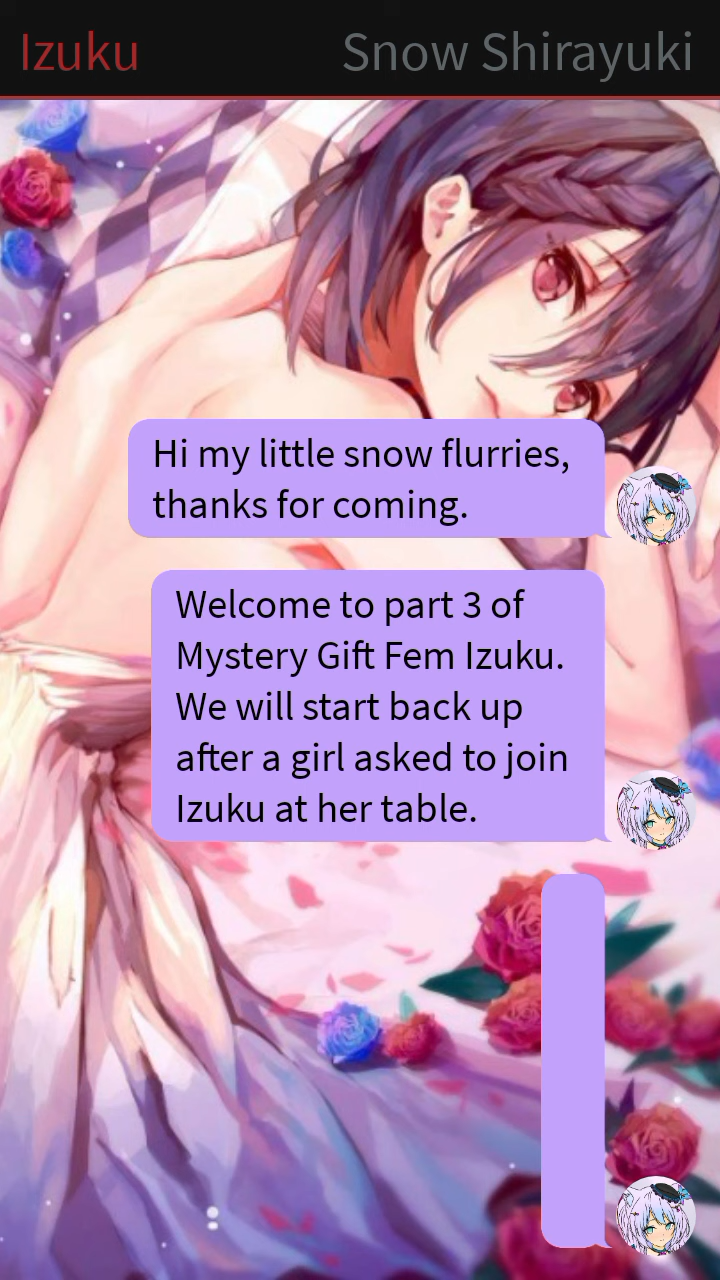 Izuku
Snow Shirayuki
Hi my little snow flurries,
thanks for coming.
Welcome to part 3 of
Mystery Gift Fem Izuku.
We will start back up
after a girl asked to join
Izuku at her table.